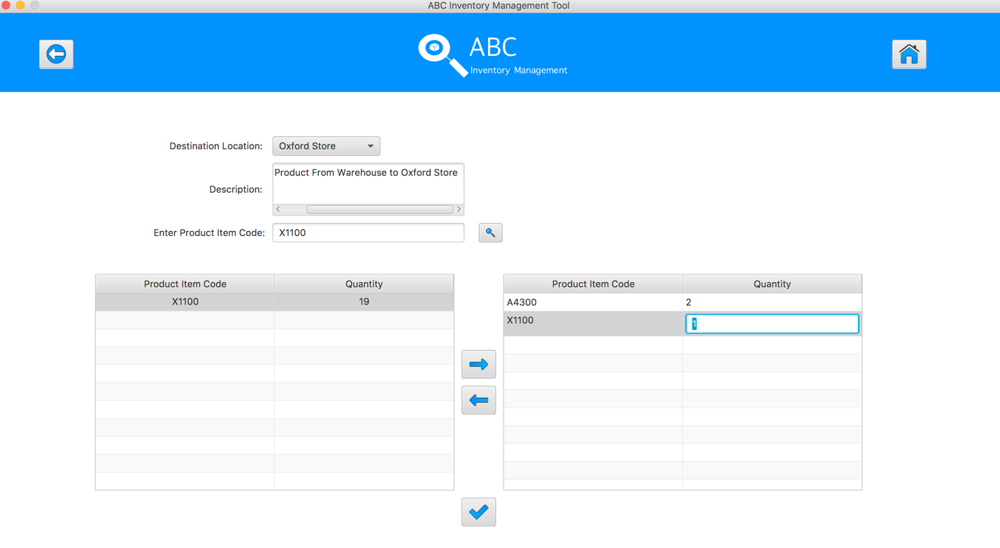 ABC Inventory Management Tool
ABC
Inventory Management
Destination Location:
Oxford Store
Description:
Product From Warehouse to Oxford Store
Enter Product Item Code:
X1100
Product Item Code Quantity
X1100 19
Product Item Code Quantity
A4300 2
X1100 1